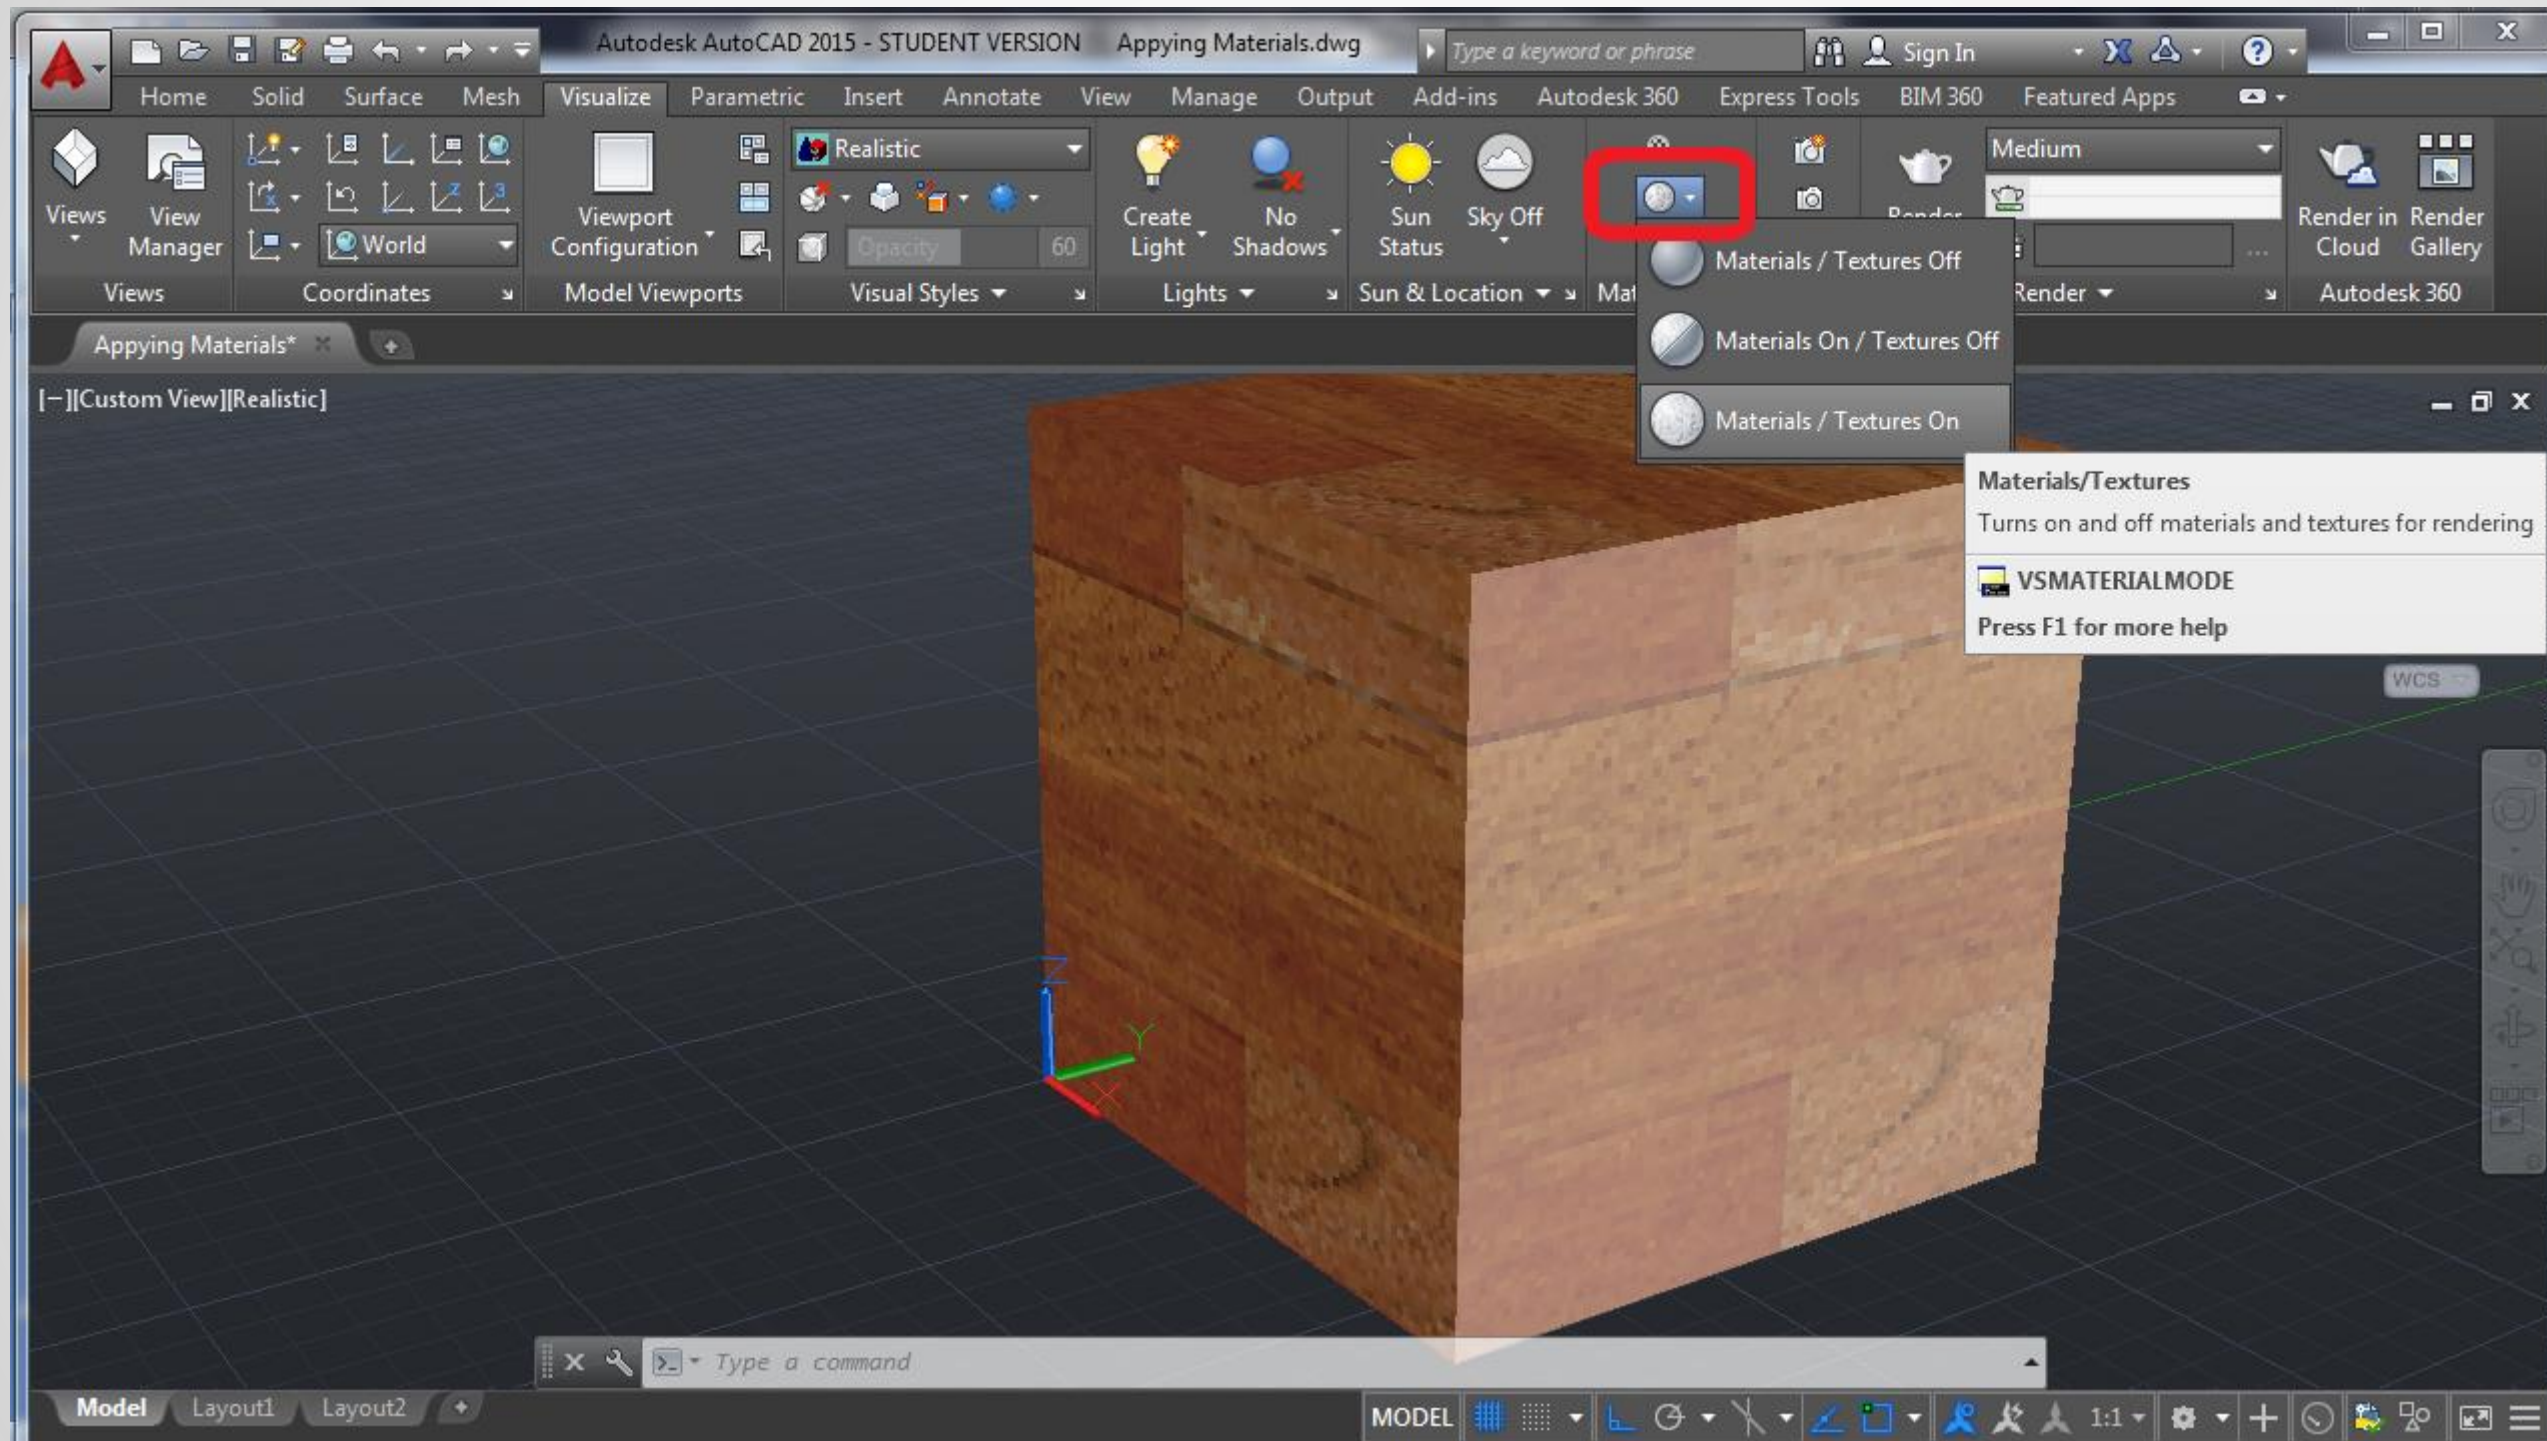 Autodesk AutoCAD 2015 - STUDENT VERSION Appying Materials.dwg
Type a keyword or phrase
Sign In
Home Solid Surface Mesh Visualize Parametric Insert Annotate View Manage Output Add-ins Autodesk 360 Express Tools BIM 360 Featured Apps
Views
View
Manager
World
Viewport
Configuration
Realistic
Opacity 60
Create
Light
No
Shadows
Sun
Status
Sky Off
Render
Medium
Render in
Cloud
Render
Gallery
Views Coordinates Model Viewports Visual Styles Lights Sun & Location Mat Render Autodesk 360
Materials / Textures Off
Materials On / Textures Off
Materials / Textures On
Appying Materials*
[−][Custom View][Realistic]
Materials/Textures
Turns on and off materials and textures for rendering
VSMATERIALMODE
Press F1 for more help
WCS
Z
Y
X
Type a command
Model Layout1 Layout2
MODEL 1:1